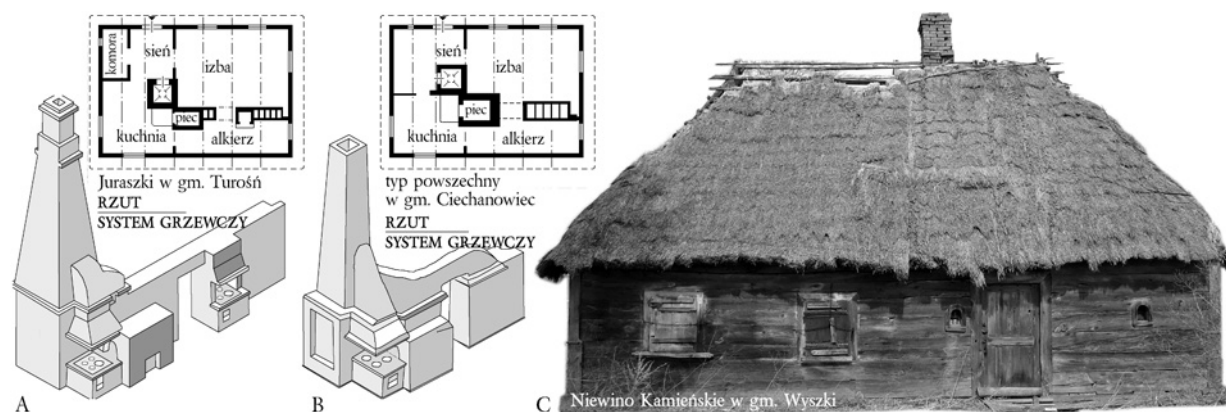 komora
sień
izba
kuchnia
piec
alkierz
Juraszki w gm. Turośń
RZUT
SYSTEM GRZEWCZY
A
sień
izba
piec
kuchnia
alkierz
typ powszechny
w gm. Ciechanowiec
RZUT
SYSTEM GRZEWCZY
B
C
Niewino Kamieńskie w gm. Wyszki